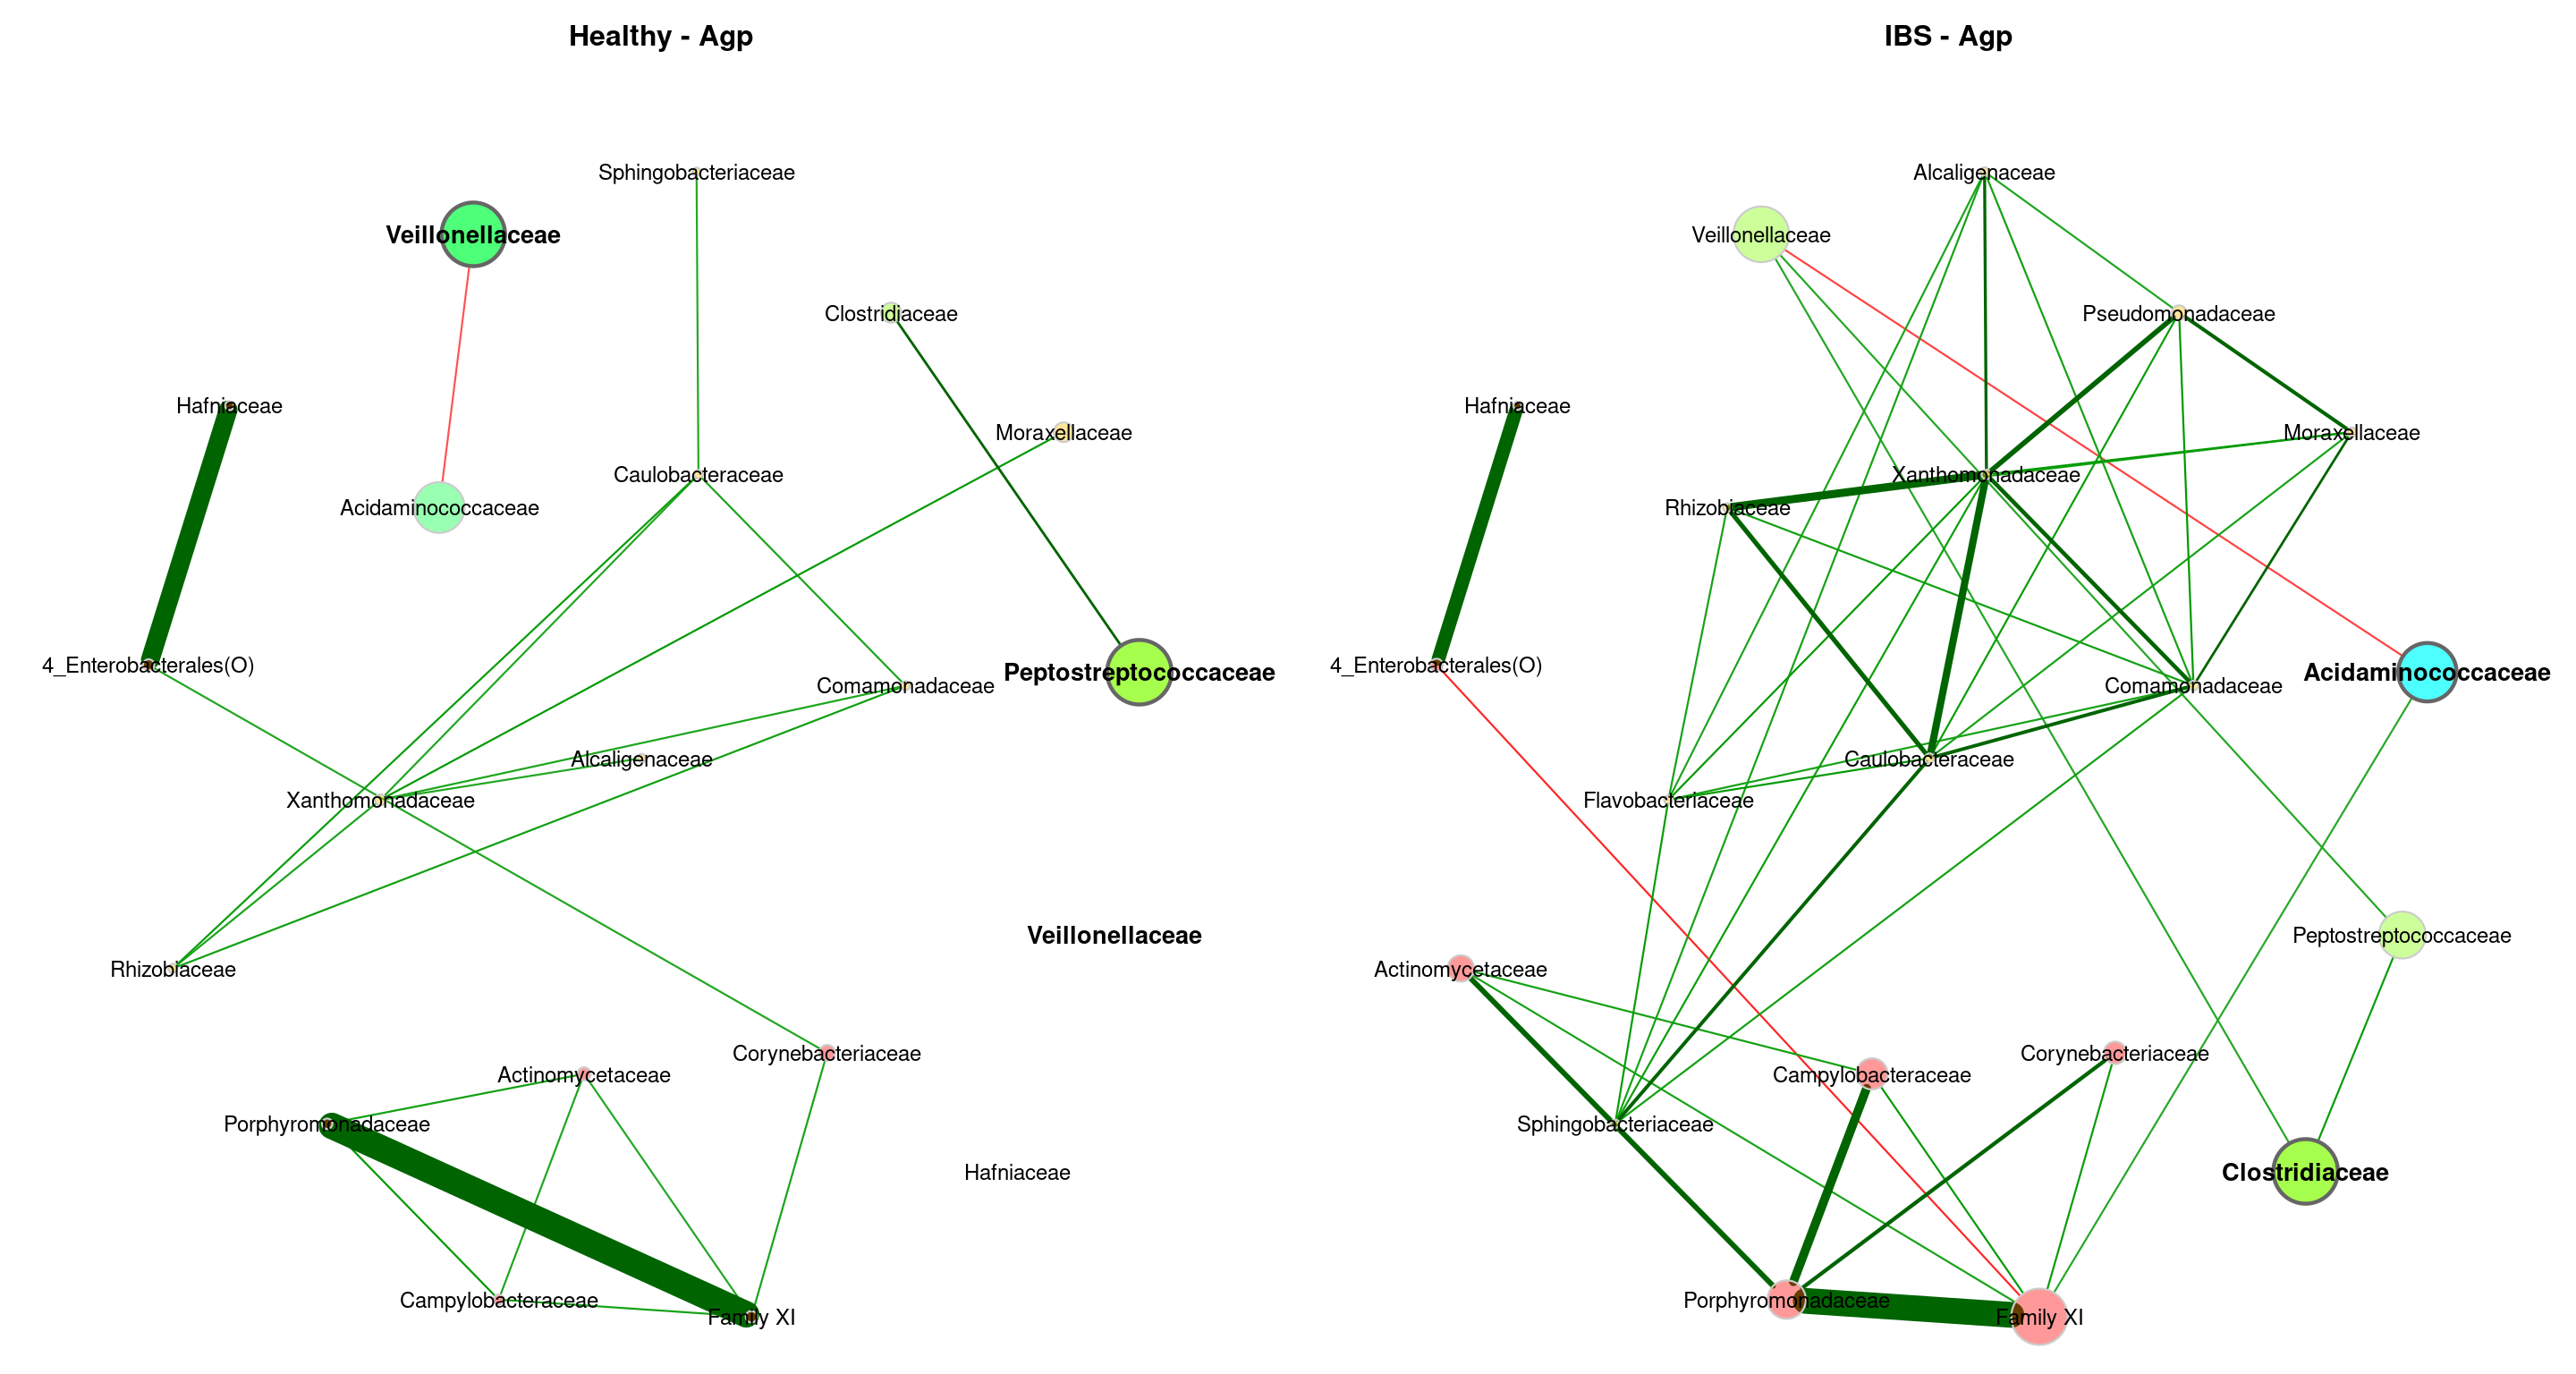 Healthy - Agp
Sphingobacteriaceae
Veillonellaceae
Clostridiaceae
Hafniaceae
Moraxellaceae
Caulobacteraceae
Acidaminococcaceae
4_Enterobacterales(O)
Peptostreptococcaceae
Comamonadaceae
Alcaligenaceae
Xanthomonadaceae
Veillonellaceae
Rhizobiaceae
Corynebacteriaceae
Actinomycetaceae
Porphyromonadaceae
Hafniaceae
Campylobacteraceae
Family XI
IBS - Agp
Alcaligenaceae
Veillonellaceae
Pseudomonadaceae
Hafniaceae
Moraxellaceae
Xanthomonadaceae
Rhizobiaceae
4_Enterobacterales(O)
Acidaminococcaceae
Comamonadaceae
Caulobacteraceae
Flavobacteriaceae
Peptostreptococcaceae
Actinomycetaceae
Corynebacteriaceae
Campylobacteraceae
Sphingobacteriaceae
Clostridiaceae
Porphyromonadaceae
Family XI